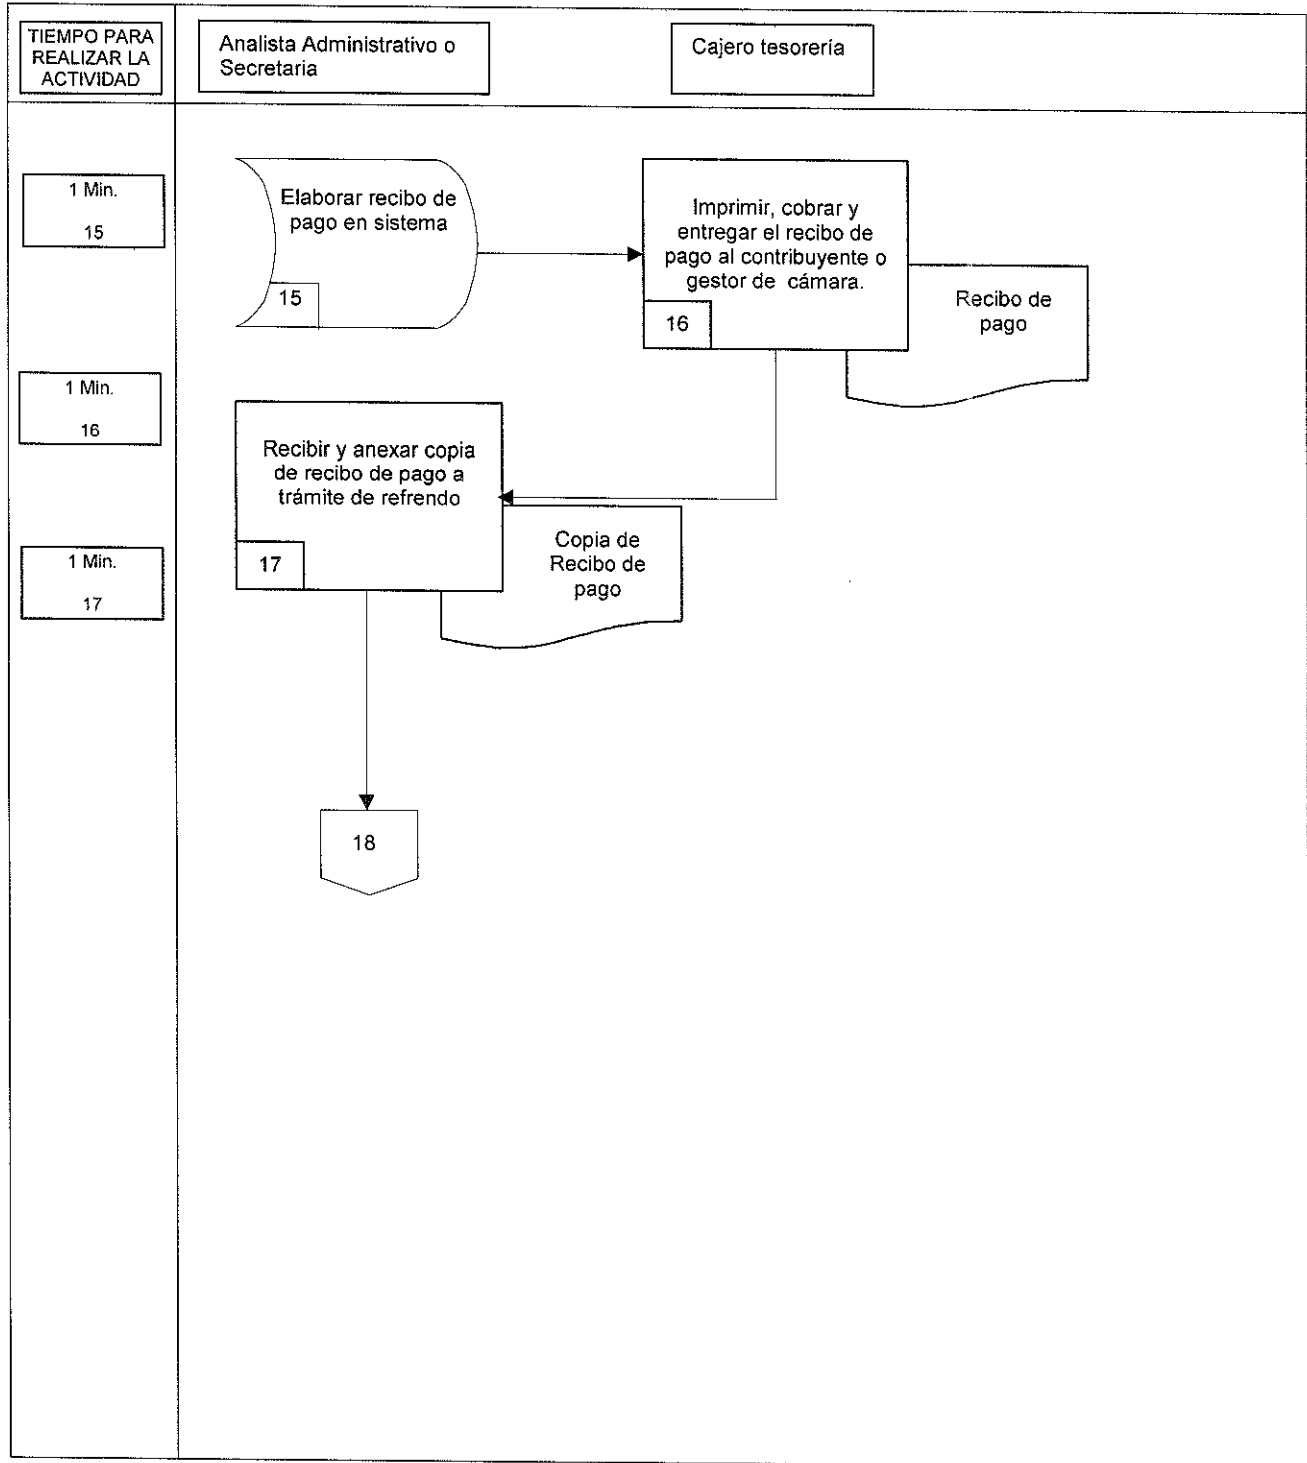 TIEMPO PARA
REALIZAR LA
ACTIVIDAD
Analista Administrativo o
Secretaria
Cajero tesorería
1 Min.
15
Elaborar recibo de
pago en sistema
15
Imprimir, cobrar y
entregar el recibo de
pago al contribuyente o
gestor de cámara.
16
Recibo de
pago
1 Min.
16
Recibir y anexar copia
de recibo de pago a
trámite de refrendo
17
Copia de
Recibo de
pago
1 Min.
17
18